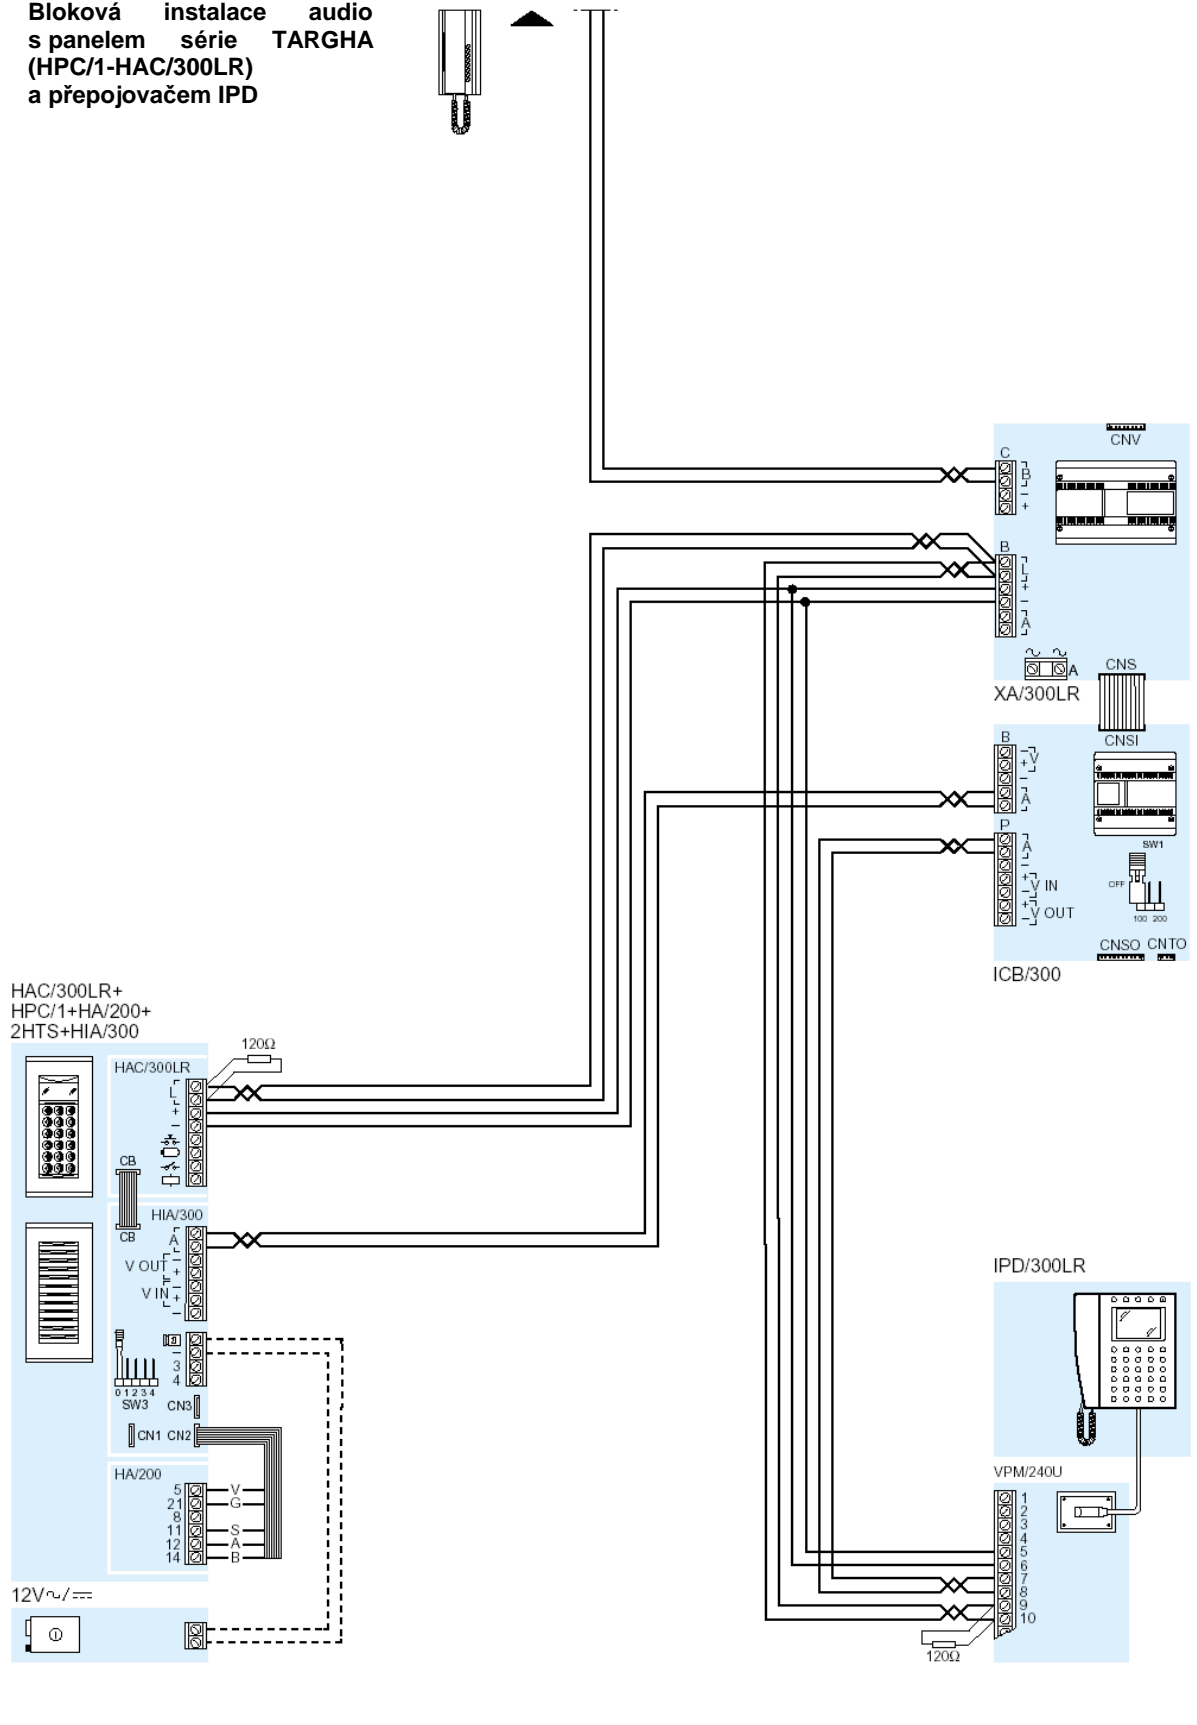 Bloková instalace audio
s panelem série TARGHA
(HPC/1-HAC/300LR)
a přepojovačem IPD
CNV
C
B
–
+
B
L
+
–
A
A
CNS
XA/300LR
CNSI
B
– V
+
–
A
P
A
–
+
– V IN
+
– V OUT
SW1
OFF
100 200
CNSO CNTO
ICB/300
HAC/300LR+
HPC/1+HA/200+
2HTS+HIA/300
120Ω
HAC/300LR
L
+
–
CB
CB
HIA/300
A
–
V OUT
+
–
V IN
+
–
–
3
4
0 1 2 3 4
SW3
CN3
CN1 CN2
HA/200
5 V
21 G
8
11 S
12 A
14 B
12V~/⎓
IPD/300LR
VPM/240U
1
2
3
4
5
6
7
8
9
10
120Ω